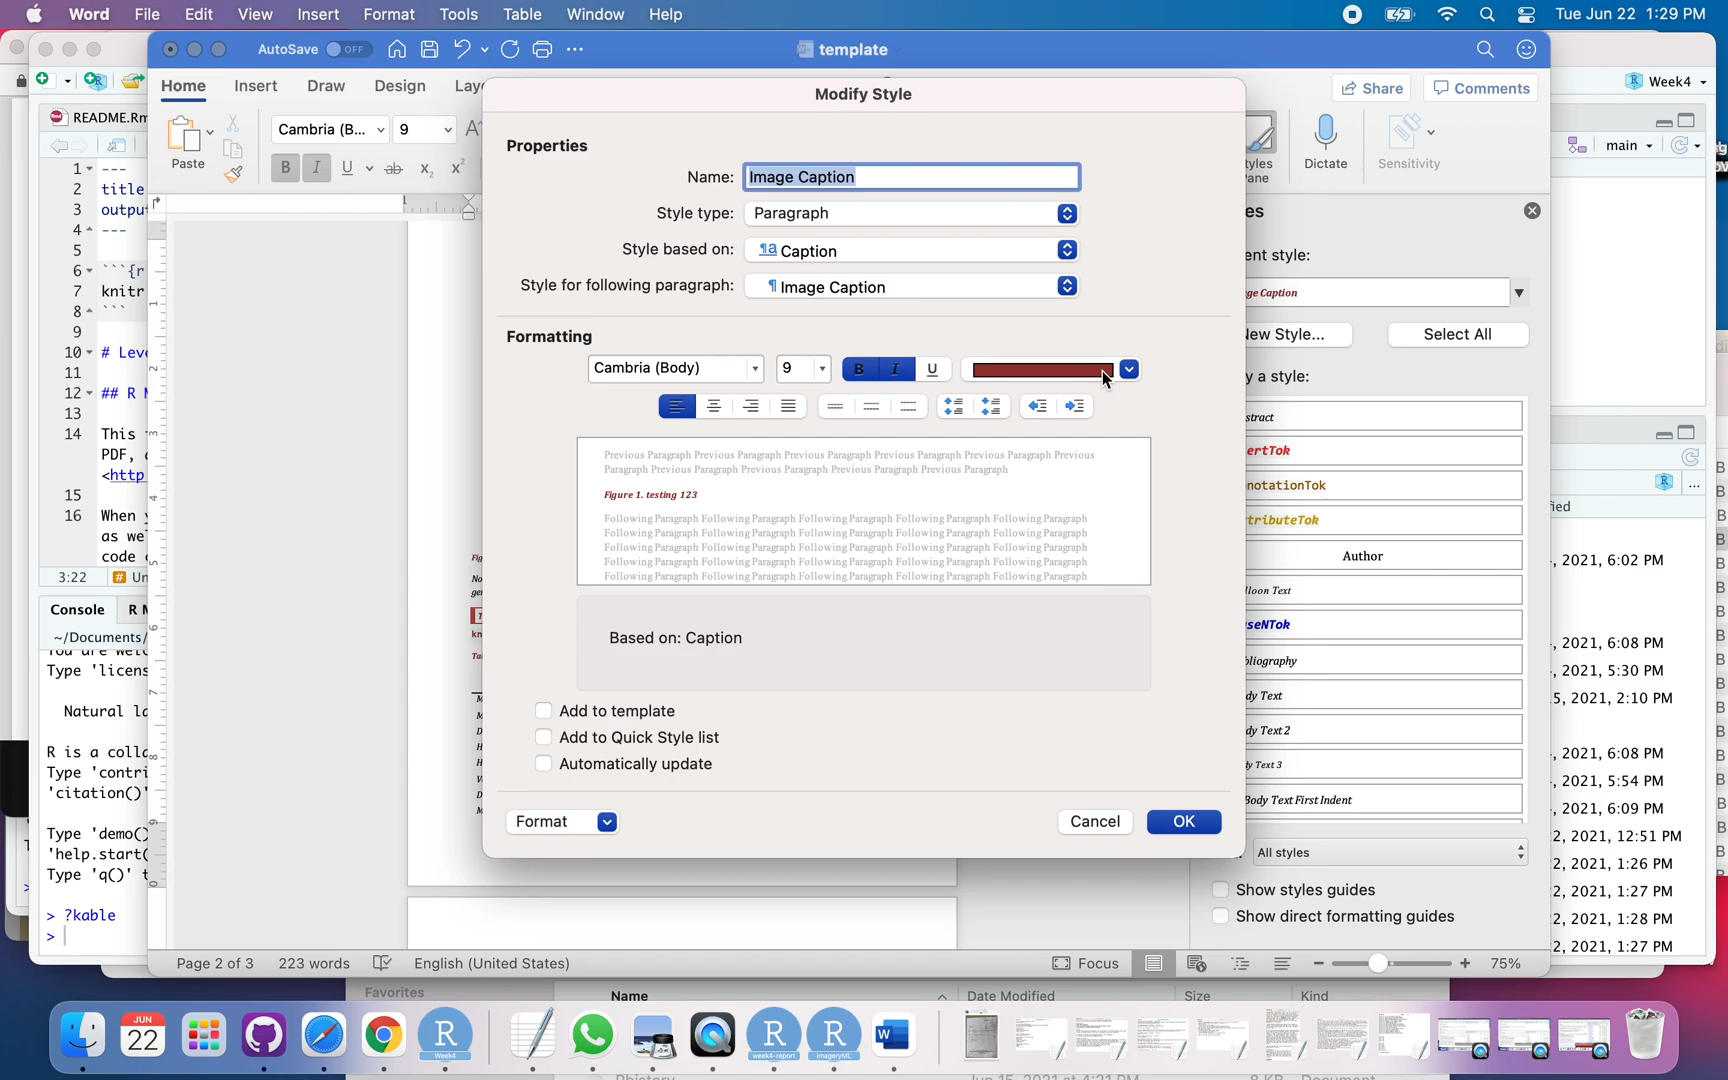 Word File Edit View Insert Format Tools Table Window Help Tue Jun 22 1:29 PM
AutoSave OFF template
Home Insert Draw Design Share Comments
Cambria (B... 9
Paste B I U ab x₂ x² Dictate Sensitivity
README.Rm
1 ---
2 title
3 outpu
4 ---
5
6 ```{r
7 knitr
8 ```
9
10 # Leve
11
12 ## R M
13
14 This
PDF,
<http
15
16 When y
as we
code
3:22
Console R M
~/Documents/
Type 'licens
Natural la
R is a colla
Type 'contri
'citation()'
Type 'demo()
'help.start(
Type 'q()' t
> ?kable
>
Modify Style
Properties
Name: Image Caption
Style type: Paragraph
Style based on: ¶a Caption
Style for following paragraph: ¶ Image Caption
Formatting
Cambria (Body) 9 B I U
Previous Paragraph Previous Paragraph Previous Paragraph Previous Paragraph Previous Paragraph Previous
Paragraph Previous Paragraph Previous Paragraph Previous Paragraph Previous Paragraph
Figure 1. testing 123
Following Paragraph Following Paragraph Following Paragraph Following Paragraph Following Paragraph
Following Paragraph Following Paragraph Following Paragraph Following Paragraph Following Paragraph
Following Paragraph Following Paragraph Following Paragraph Following Paragraph Following Paragraph
Following Paragraph Following Paragraph Following Paragraph Following Paragraph Following Paragraph
Following Paragraph Following Paragraph Following Paragraph Following Paragraph Following Paragraph
Based on: Caption
Add to template
Add to Quick Style list
Automatically update
Format Cancel OK
es
ent style:
ge Caption
New Style... Select All
y a style:
stract
ertTok
notationTok
tributeTok
Author
lloon Text
seNTok
bliography
dy Text
dy Text 2
dy Text 3
Body Text First Indent
All styles
Show styles guides
Show direct formatting guides
Week4
main
ied
, 2021, 6:02 PM
, 2021, 6:08 PM
, 2021, 5:30 PM
5, 2021, 2:10 PM
, 2021, 6:08 PM
, 2021, 5:54 PM
, 2021, 6:09 PM
2, 2021, 12:51 PM
2, 2021, 1:26 PM
2, 2021, 1:27 PM
2, 2021, 1:28 PM
2, 2021, 1:27 PM
Page 2 of 3 223 words English (United States) Focus 75%
Favorites Name Date Modified Size Kind
JUN
22
Week4 week4-report imageryML